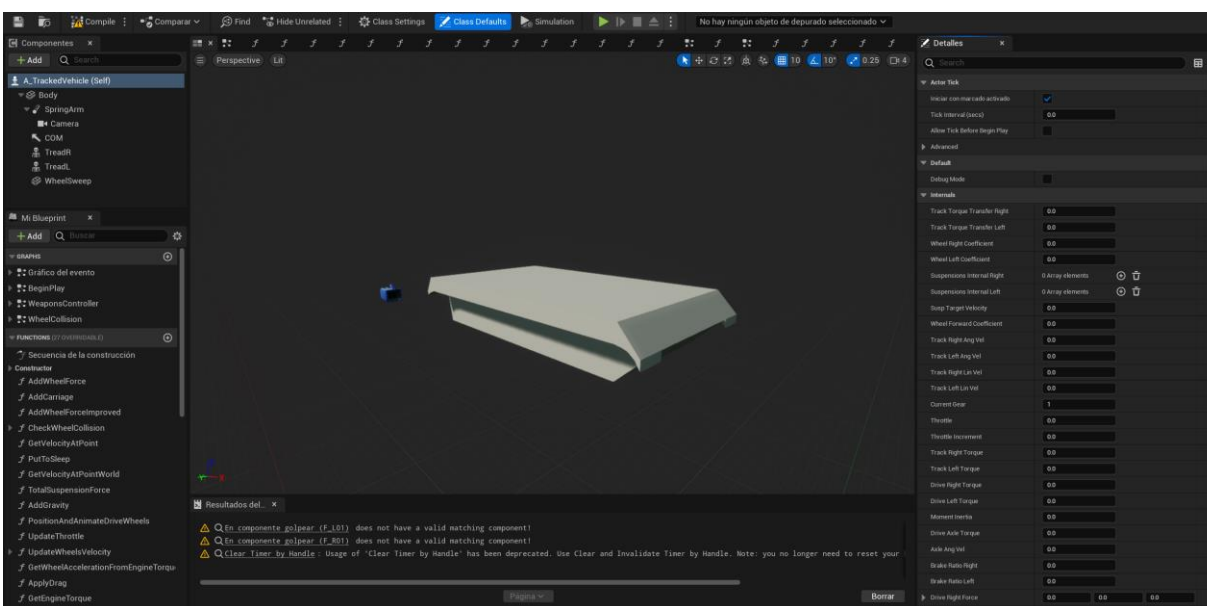 Compile
Comparar
Find
Hide Unrelated
Class Settings
Class Defaults
Simulation
No hay ningún objeto de depurado seleccionado
Componentes
Add
Search
A_TrackedVehicle (Self)
Body
SpringArm
Camera
COM
TreadR
TreadL
WheelSweep
Mi Blueprint
Add
Buscar
GRAPHS
Gráfico del evento
BeginPlay
WeaponsController
WheelCollision
FUNCTIONS (27 OVERRIDABLE)
Secuencia de la construcción
Constructor
AddWheelForce
AddCarriage
AddWheelForceImproved
CheckWheelCollision
GetVelocityAtPoint
PutToSleep
GetVelocityAtPointWorld
TotalSuspensionForce
AddGravity
PositionAndAnimateDriveWheels
UpdateThrottle
UpdateWheelsVelocity
GetWheelAccelerationFromEngineTorqu
ApplyDrag
GetEngineTorque
Perspective
Lit
10
10°
0.25
4
Resultados del..
En componente golpear (F_L01) does not have a valid matching component!
En componente golpear (F_R01) does not have a valid matching component!
Clear Timer by Handle : Usage of 'Clear Timer by Handle' has been deprecated. Use Clear and Invalidate Timer by Handle. Note: you no longer need to reset your
Página
Borrar
Detalles
Search
Actor Tick
Iniciar con marcado activado
Tick Interval (secs) 0.0
Allow Tick Before Begin Play
Advanced
Default
Debug Mode
Internals
Track Torque Transfer Right 0.0
Track Torque Transfer Left 0.0
Wheel Right Coefficient 0.0
Wheel Left Coefficient 0.0
Suspensions Internal Right 0 Array elements
Suspensions Internal Left 0 Array elements
Susp Target Velocity 0.0
Wheel Forward Coefficient 0.0
Track Right Ang Vel 0.0
Track Left Ang Vel 0.0
Track Right Lin Vel 0.0
Track Left Lin Vel 0.0
Current Gear 1
Throttle 0.0
Throttle Increment 0.0
Track Right Torque 0.0
Track Left Torque 0.0
Drive Right Torque 0.0
Drive Left Torque 0.0
Moment Inertia 0.0
Drive Axle Torque 0.0
Axle Ang Vel 0.0
Brake Ratio Right 0.0
Brake Ratio Left 0.0
Drive Right Force 0.0 0.0 0.0